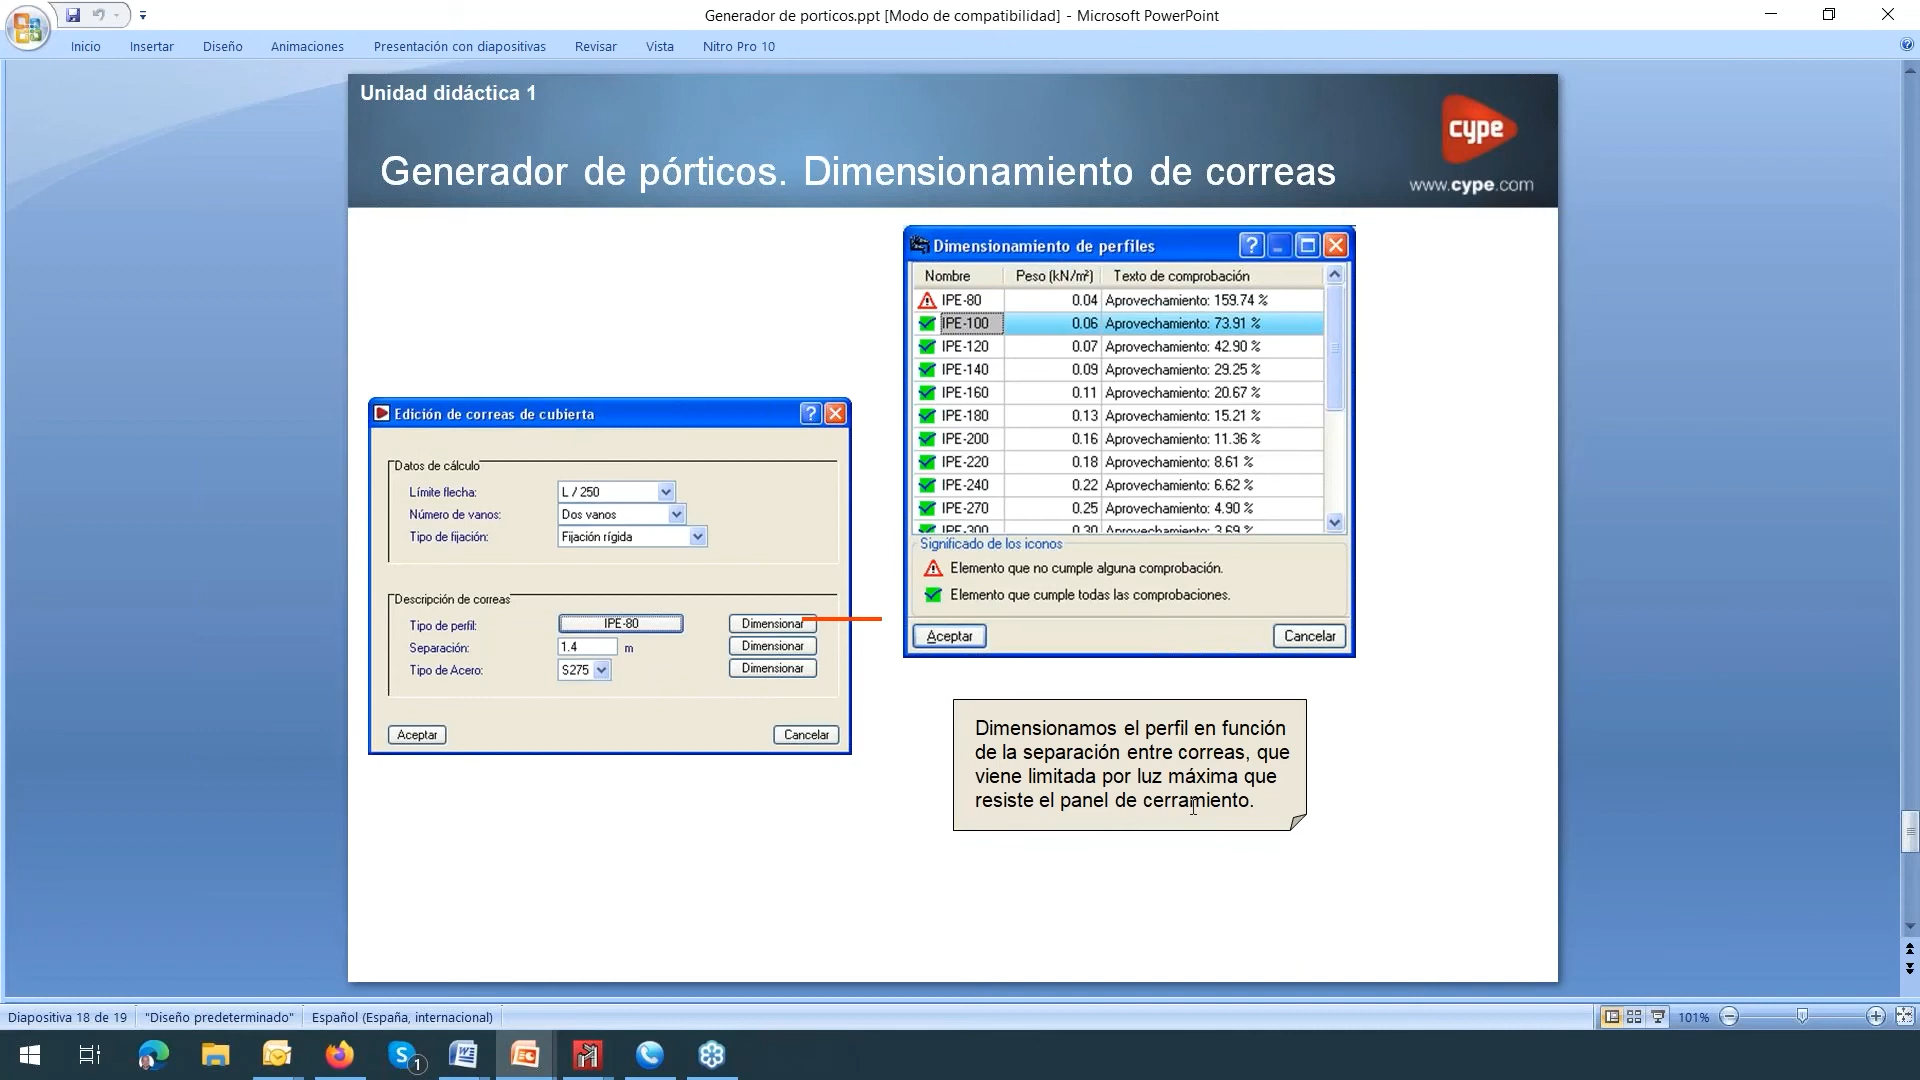 Generador de porticos.ppt [Modo de compatibilidad] - Microsoft PowerPoint
Inicio Insertar Diseño Animaciones Presentación con diapositivas Revisar Vista Nitro Pro 10
Unidad didáctica 1
cype
www.cype.com
Generador de pórticos. Dimensionamiento de correas
Dimensionamiento de perfiles
Nombre Peso (kN/m²) Texto de comprobación
IPE-80 0.04 Aprovechamiento: 159.74 %
IPE-100 0.06 Aprovechamiento: 73.91 %
IPE-120 0.07 Aprovechamiento: 42.90 %
IPE-140 0.09 Aprovechamiento: 29.25 %
IPE-160 0.11 Aprovechamiento: 20.67 %
IPE-180 0.13 Aprovechamiento: 15.21 %
IPE-200 0.16 Aprovechamiento: 11.36 %
IPE-220 0.18 Aprovechamiento: 8.61 %
IPE-240 0.22 Aprovechamiento: 6.62 %
IPE-270 0.25 Aprovechamiento: 4.90 %
IPE-300 0.30 Aprovechamiento: 3.69 %
Significado de los iconos
Elemento que no cumple alguna comprobación.
Elemento que cumple todas las comprobaciones.
Aceptar Cancelar
Edición de correas de cubierta
Datos de cálculo
Límite flecha: L / 250
Número de vanos: Dos vanos
Tipo de fijación: Fijación rígida
Descripción de correas
Tipo de perfil: IPE-80 Dimensionar
Separación: 1.4 m Dimensionar
Tipo de Acero: S275 Dimensionar
Aceptar Cancelar
Dimensionamos el perfil en función
de la separación entre correas, que
viene limitada por luz máxima que
resiste el panel de cerramiento.
Diapositiva 18 de 19 "Diseño predeterminado" Español (España, internacional) 101%
1